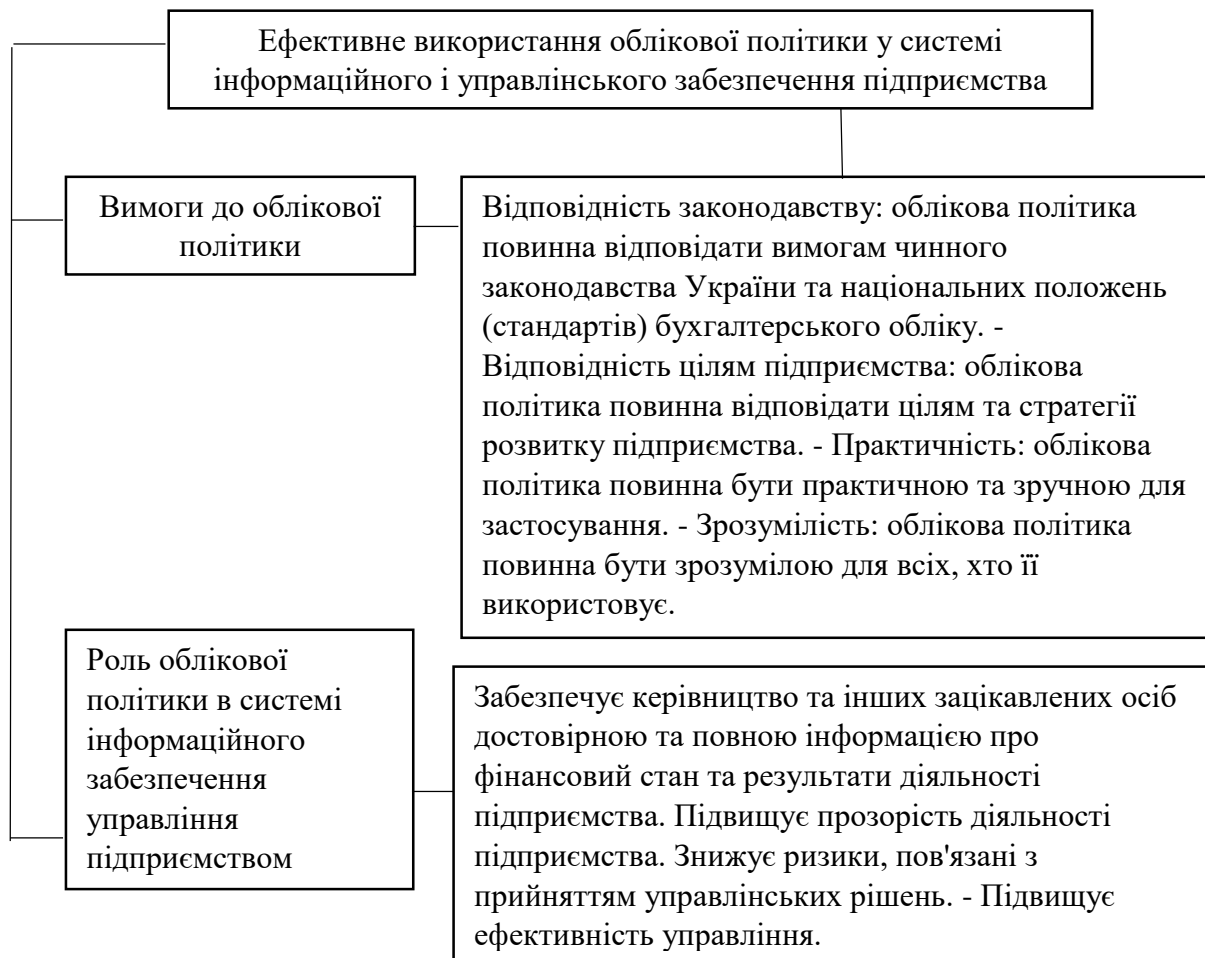 Ефективне використання облікової політики у системі
інформаційного і управлінського забезпечення підприємства
Вимоги до облікової
політики
Відповідність законодавству: облікова політика
повинна відповідати вимогам чинного
законодавства України та національних положень
(стандартів) бухгалтерського обліку. -
Відповідність цілям підприємства: облікова
політика повинна відповідати цілям та стратегії
розвитку підприємства. - Практичність: облікова
політика повинна бути практичною та зручною для
застосування. - Зрозумілість: облікова політика
повинна бути зрозумілою для всіх, хто її
використовує.
Роль облікової
політики в системі
інформаційного
забезпечення
управління
підприємством
Забезпечує керівництво та інших зацікавлених осіб
достовірною та повною інформацією про
фінансовий стан та результати діяльності
підприємства. Підвищує прозорість діяльності
підприємства. Знижує ризики, пов'язані з
прийняттям управлінських рішень. - Підвищує
ефективність управління.